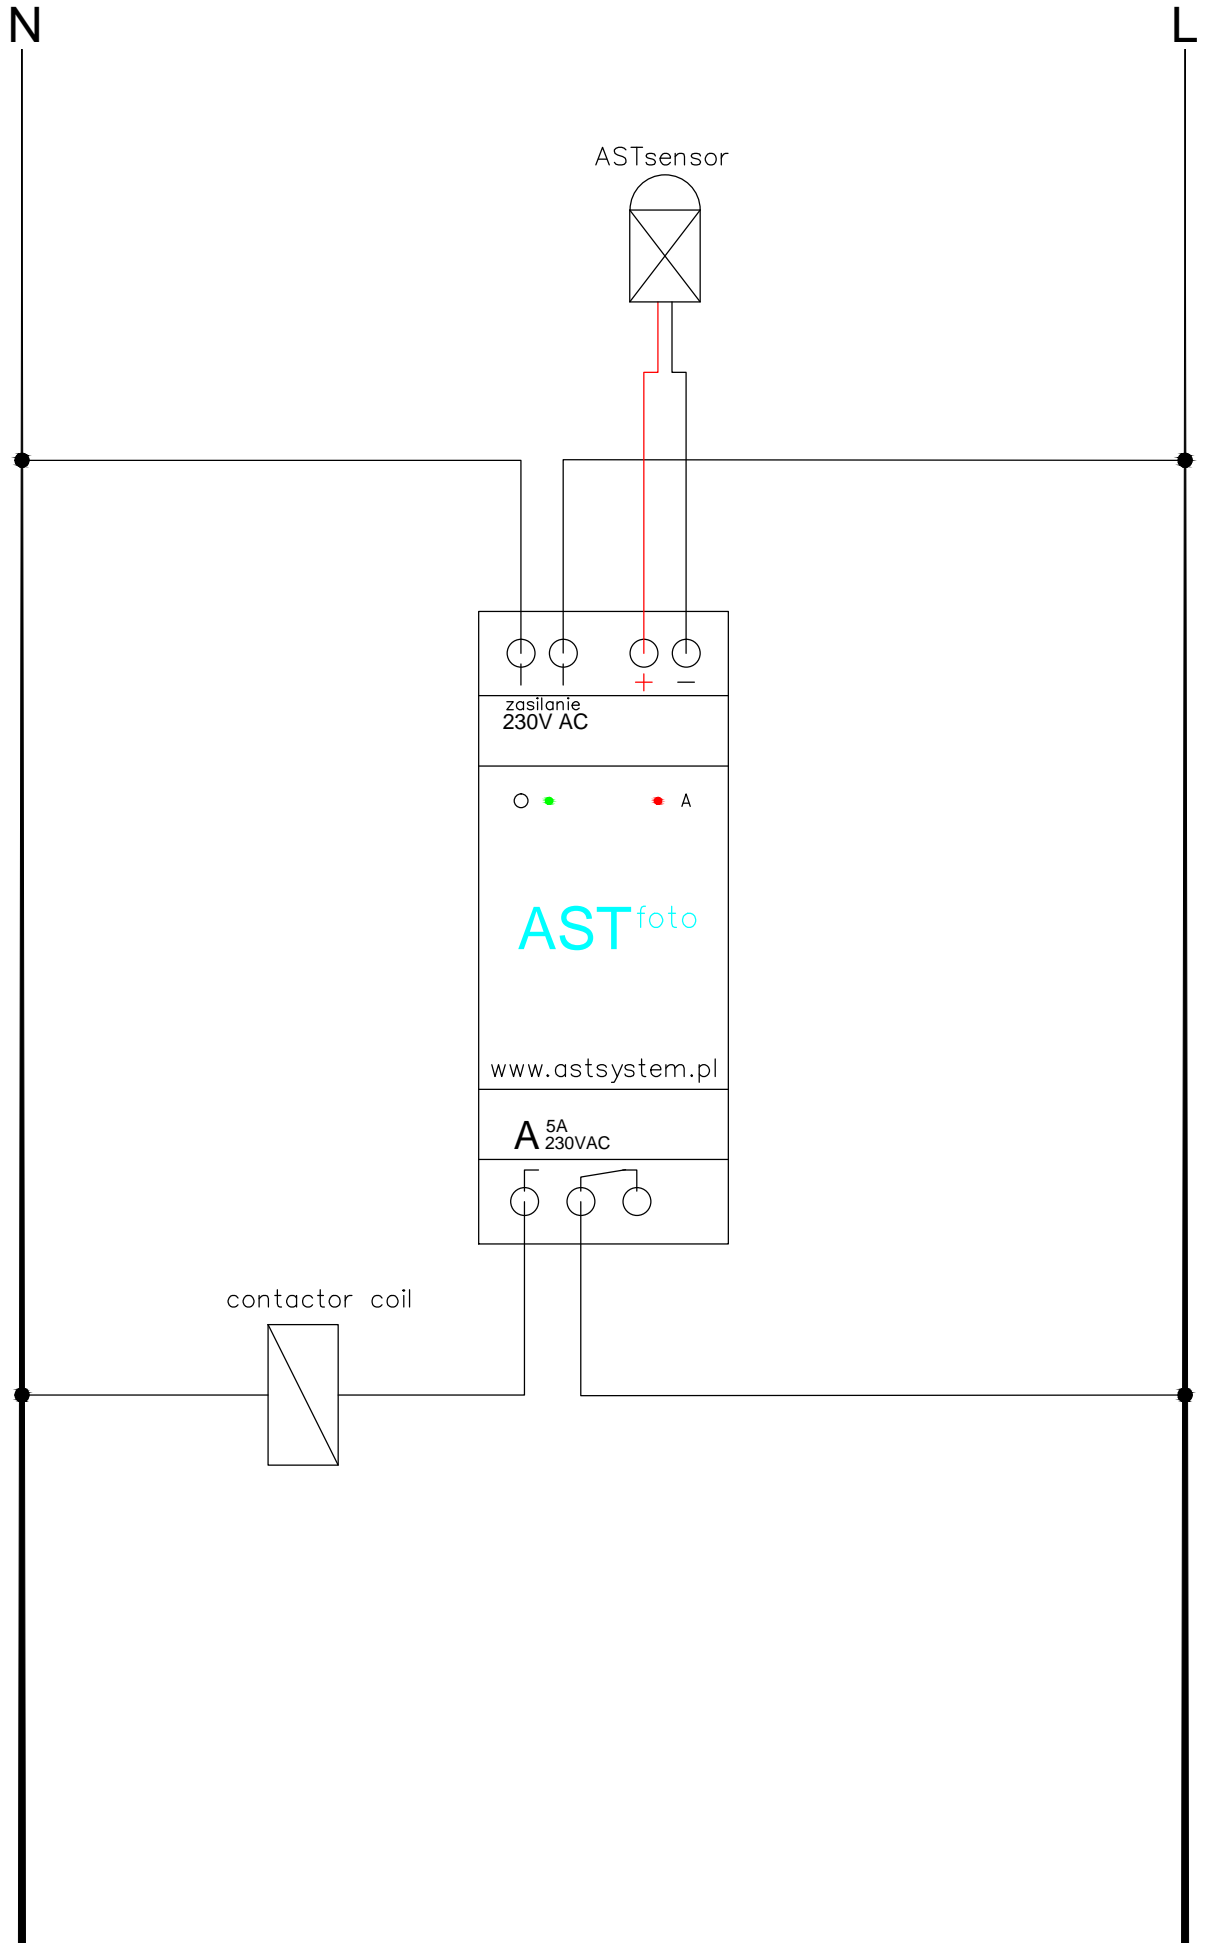 N L
ASTsensor
+ −
zasilanie
230V AC
A
AST foto
www.astsystem.pl
A 5A
230VAC
contactor coil